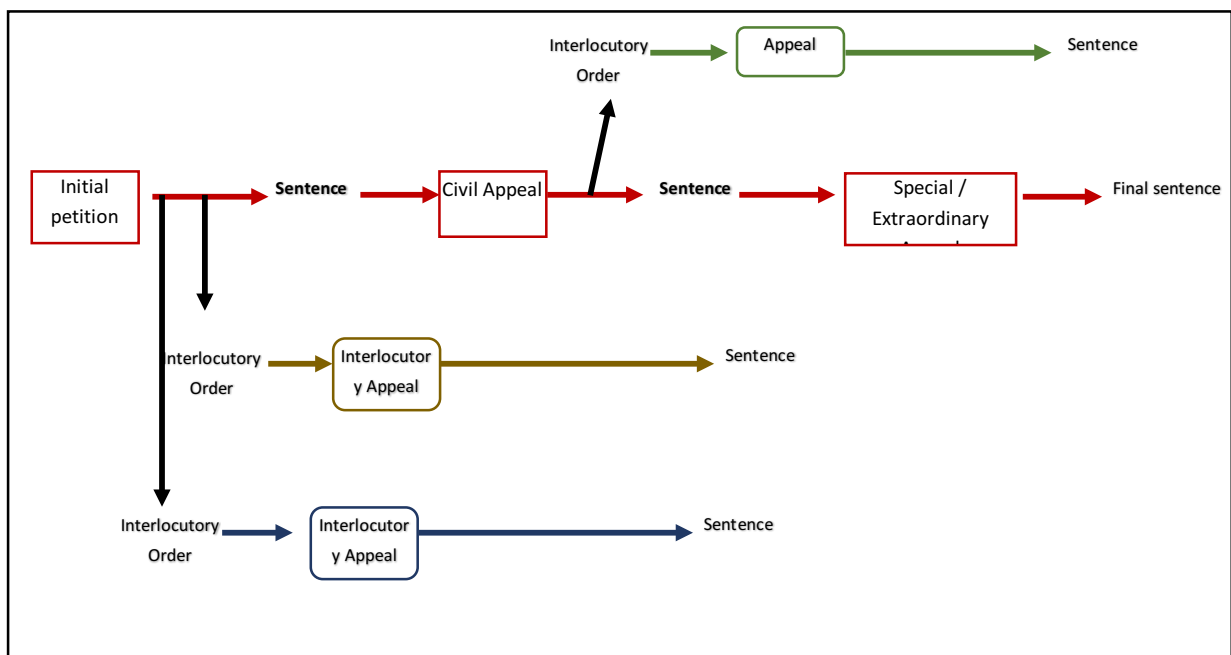 Interlocutory
Order
Appeal
Sentence
Initial
petition
Sentence
Civil Appeal
Sentence
Special /
Extraordinary
Final sentence
Interlocutory
Order
Interlocutor
y Appeal
Sentence
Interlocutory
Order
Interlocutor
y Appeal
Sentence